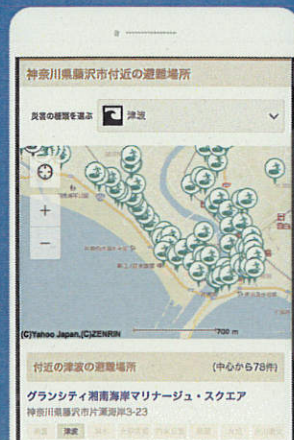 神奈川県藤沢市付近の避難場所
災害の種類を選ぶ 津波
+
−
(C)Yahoo Japan,(C)ZENRIN
700 m
付近の津波の避難場所 (中心から78件)
グランシティ湘南海岸マリナージュ・スクエア
神奈川県藤沢市片瀬海岸3-23
津波